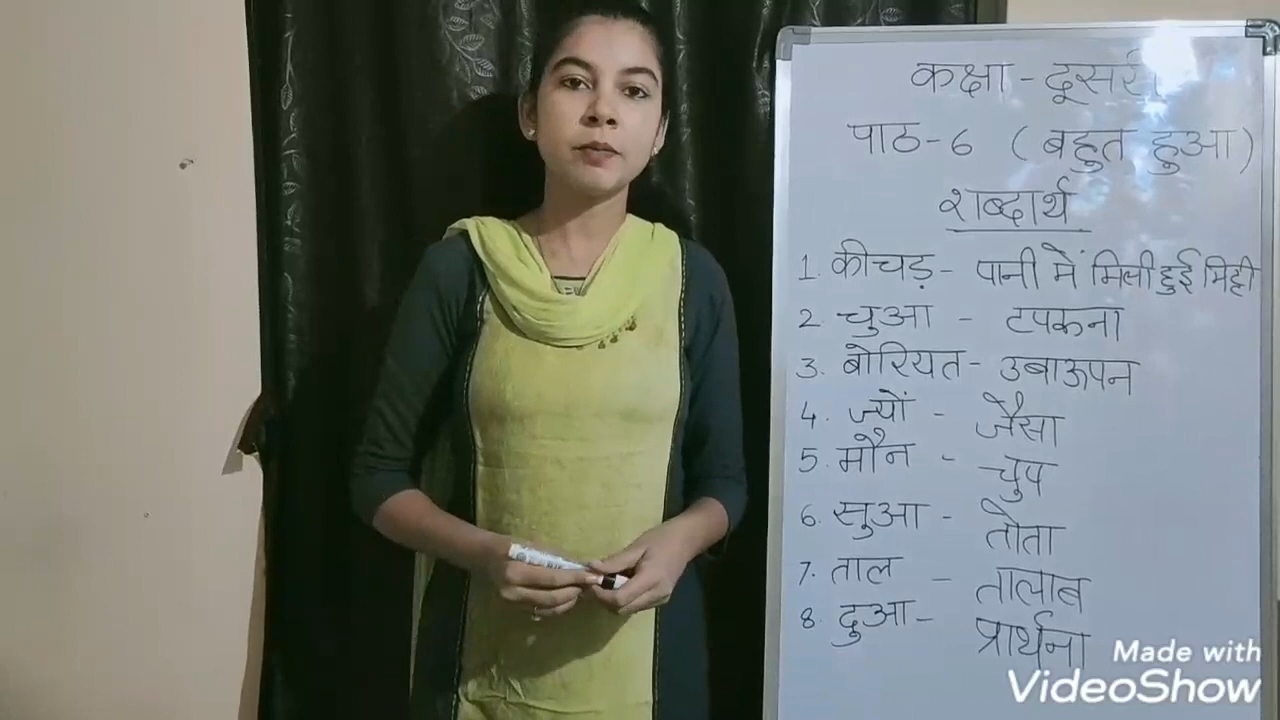 कक्षा - दूसरी
पाठ - 6 ( बहुत हुआ )
शब्दार्थ
1. कीचड़ - पानी में मिली हुई मिट्टी
2. चुआ - टपकना
3. बोरियत - उबाऊपन
4. ज्यों - जैसा
5. मौन - चुप
6. सुआ - तोता
7. ताल - तालाब
8. दुआ - प्रार्थना
Made with
VideoShow